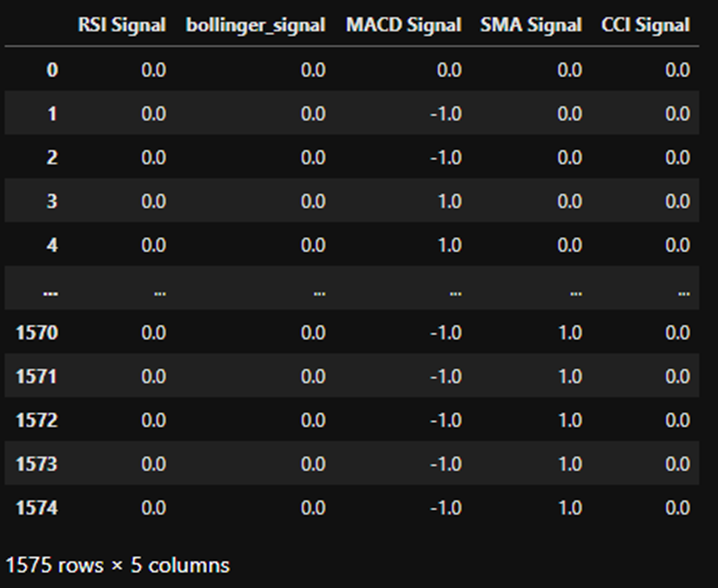 RSI Signal bollinger_signal MACD Signal SMA Signal CCI Signal
0 0.0 0.0 0.0 0.0 0.0
1 0.0 0.0 -1.0 0.0 0.0
2 0.0 0.0 -1.0 0.0 0.0
3 0.0 0.0 1.0 0.0 0.0
4 0.0 0.0 1.0 0.0 0.0
... ... ... ... ... ...
1570 0.0 0.0 -1.0 1.0 0.0
1571 0.0 0.0 -1.0 1.0 0.0
1572 0.0 0.0 -1.0 1.0 0.0
1573 0.0 0.0 -1.0 1.0 0.0
1574 0.0 0.0 -1.0 1.0 0.0
1575 rows × 5 columns